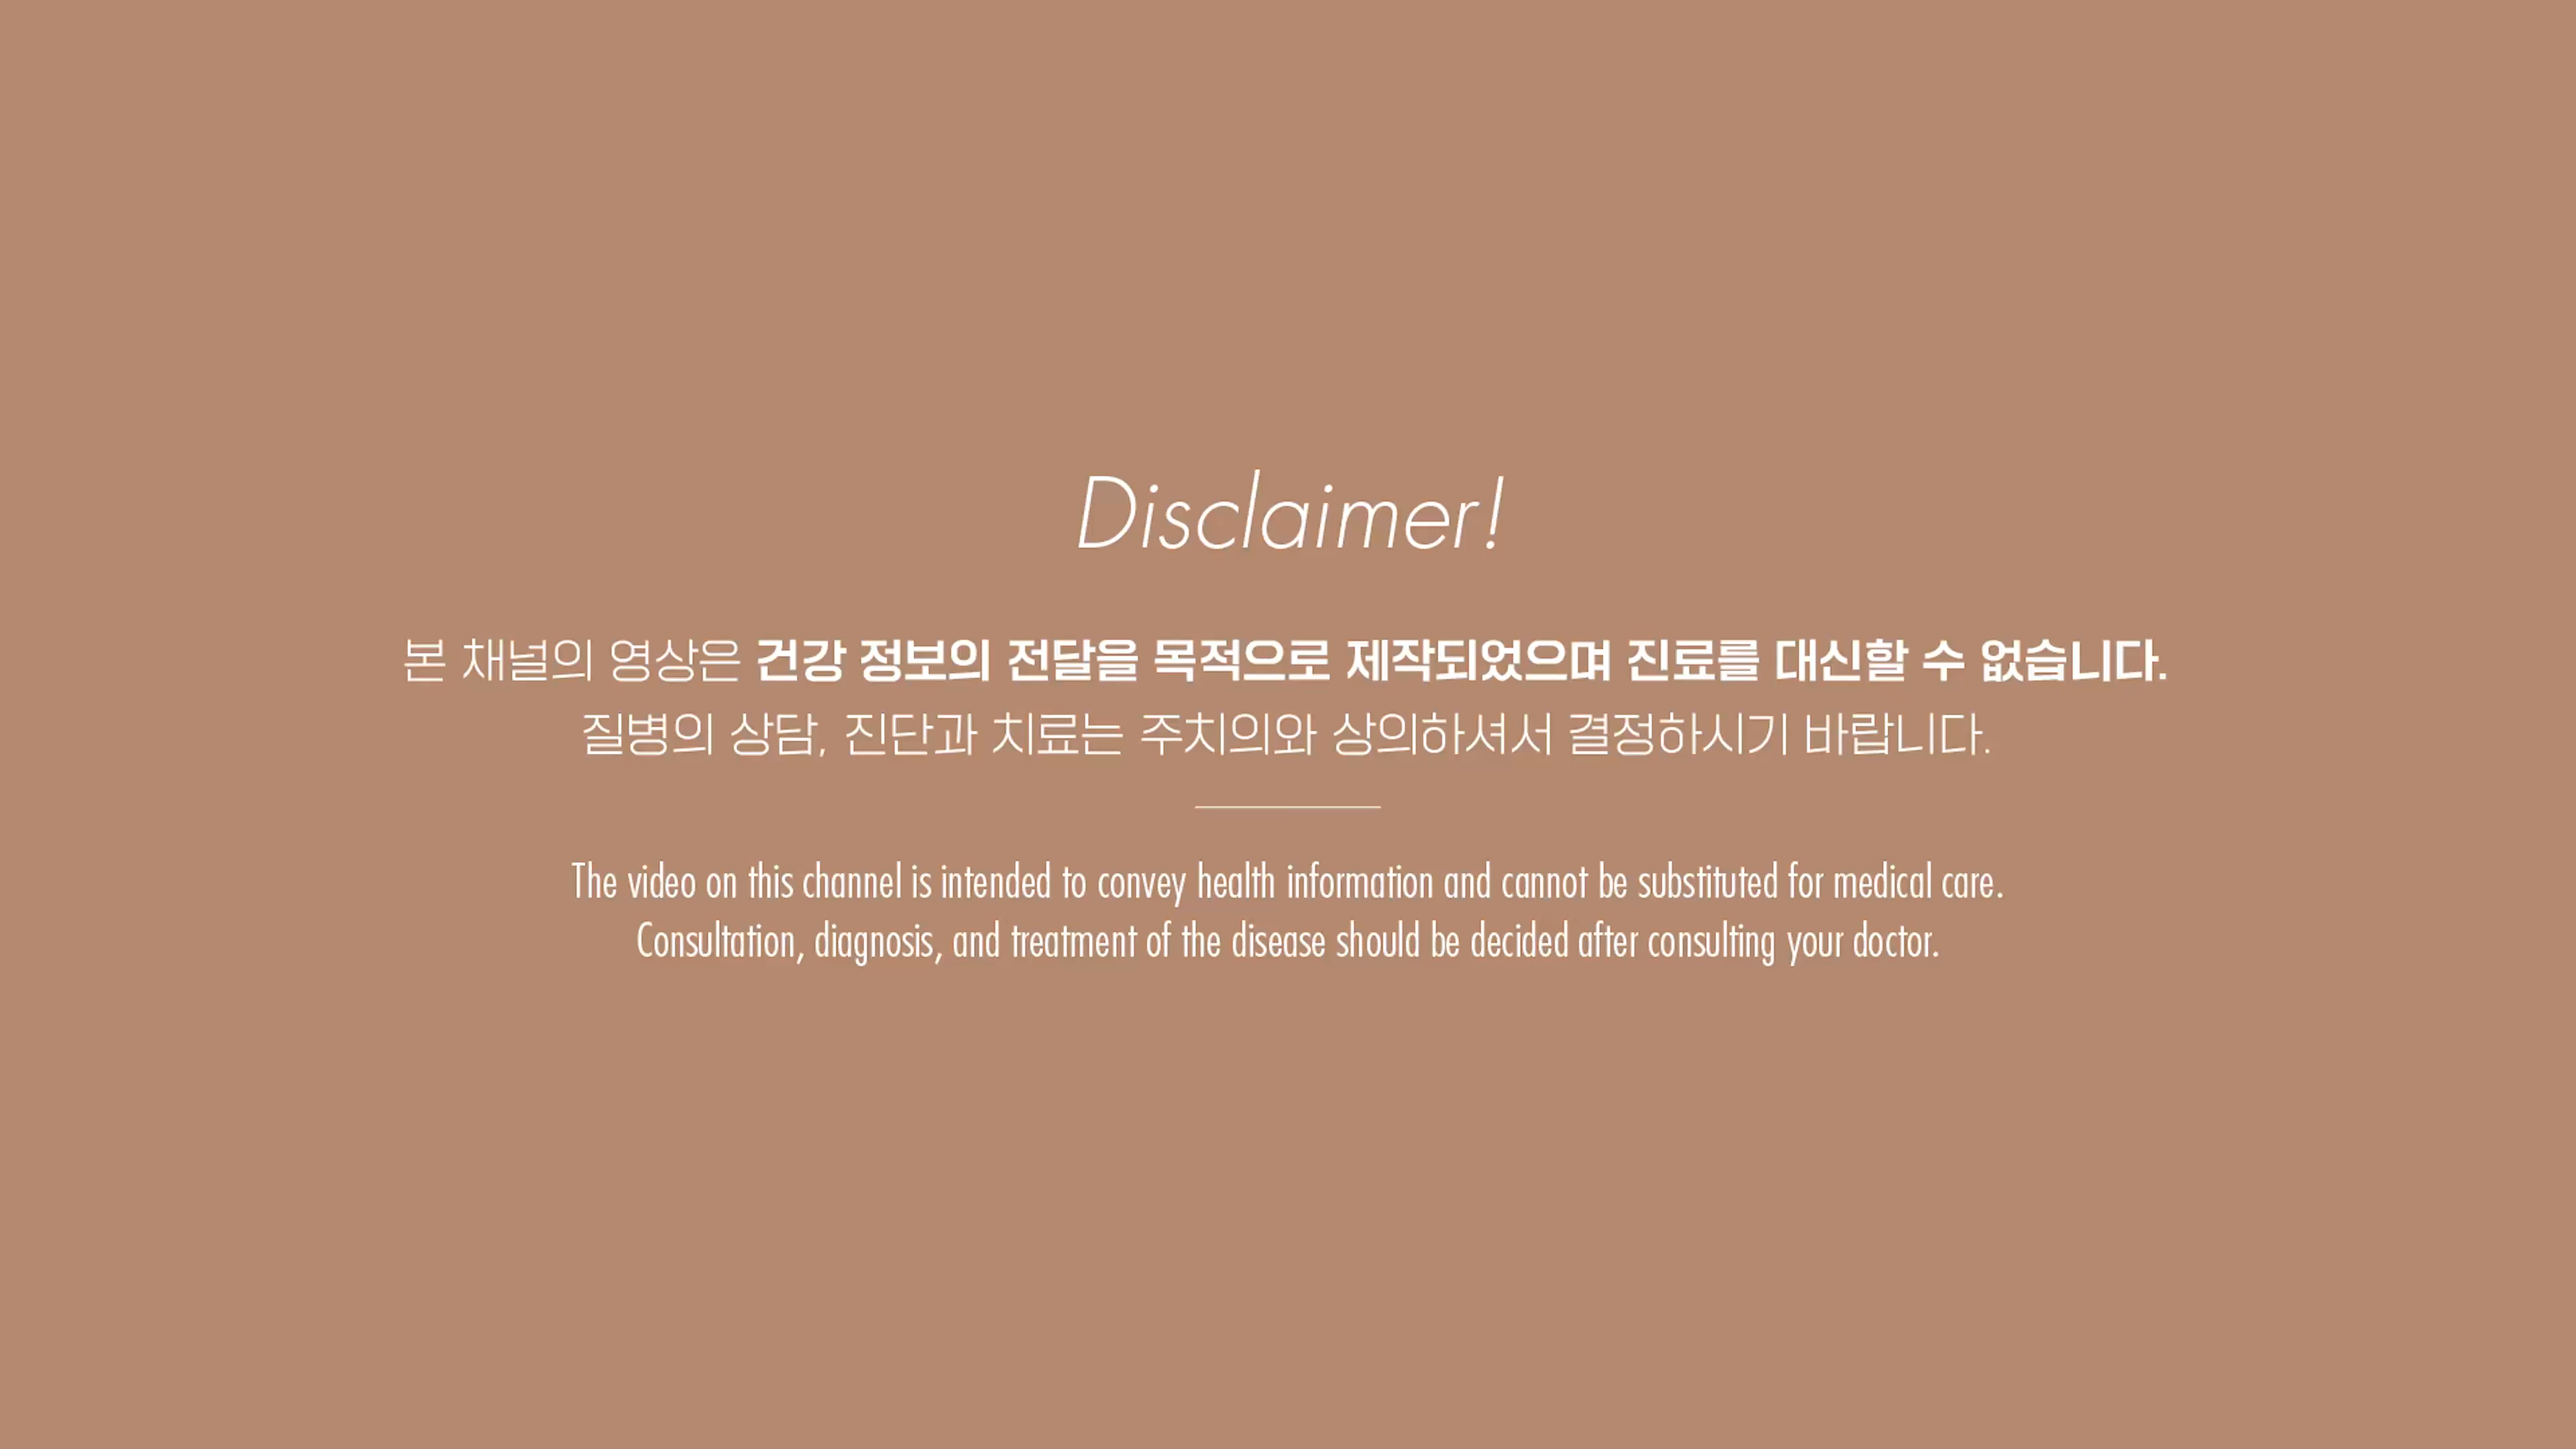 Disclaimer!
본 채널의 영상은 건강 정보의 전달을 목적으로 제작되었으며 진료를 대신할 수 없습니다.
질병의 상담, 진단과 치료는 주치의와 상의하셔서 결정하시기 바랍니다.
The video on this channel is intended to convey health information and cannot be substituted for medical care.
Consultation, diagnosis, and treatment of the disease should be decided after consulting your doctor.